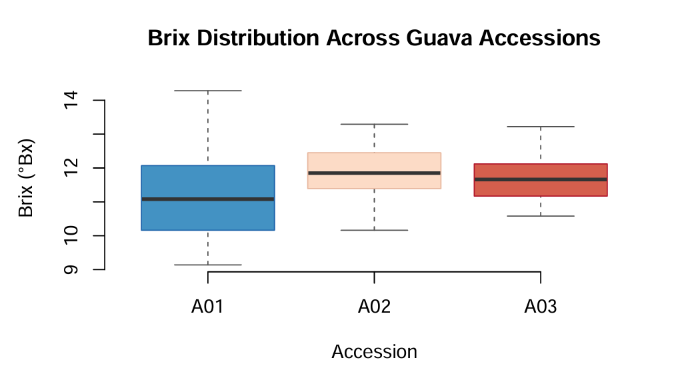 Brix Distribution Across Guava Accessions
Brix (°Bx)
14
12
10
9
A01 A02 A03
Accession